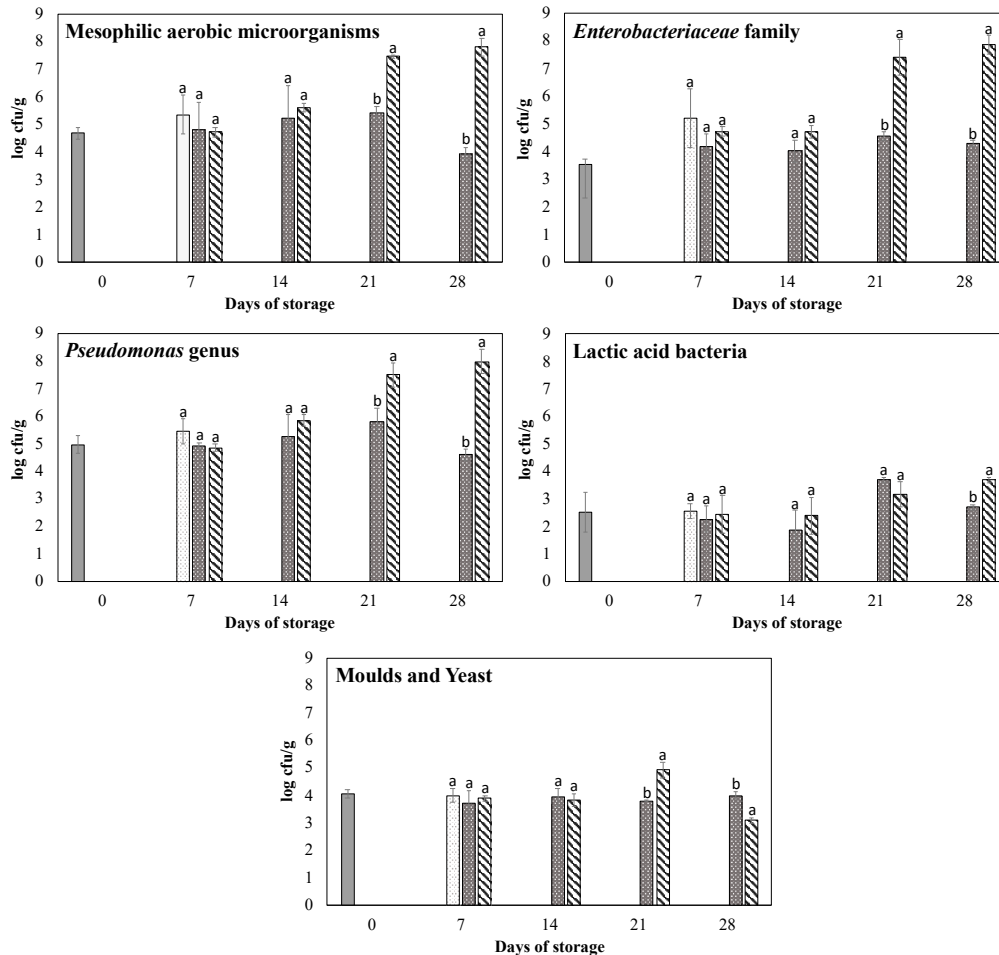 Mesophilic aerobic microorganisms
9
8
7
6
5
4
3
2
1
0
log cfu/g
a a a
a a
b a
b a
0 7 14 21 28
Days of storage
Enterobacteriaceae family
9
8
7
6
5
4
3
2
1
0
log cfu/g
a a a
a a
b a
b a
0 7 14 21 28
Days of storage
Pseudomonas genus
9
8
7
6
5
4
3
2
1
0
log cfu/g
a a a
a a
b a
b a
0 7 14 21 28
Days of storage
Lactic acid bacteria
9
8
7
6
5
4
3
2
1
0
log cfu/g
a a a
a a
a a
b a
0 7 14 21 28
Days of storage
Moulds and Yeast
9
8
7
6
5
4
3
2
1
0
log cfu/g
a a a
a a
b a
b a
0 7 14 21 28
Days of storage